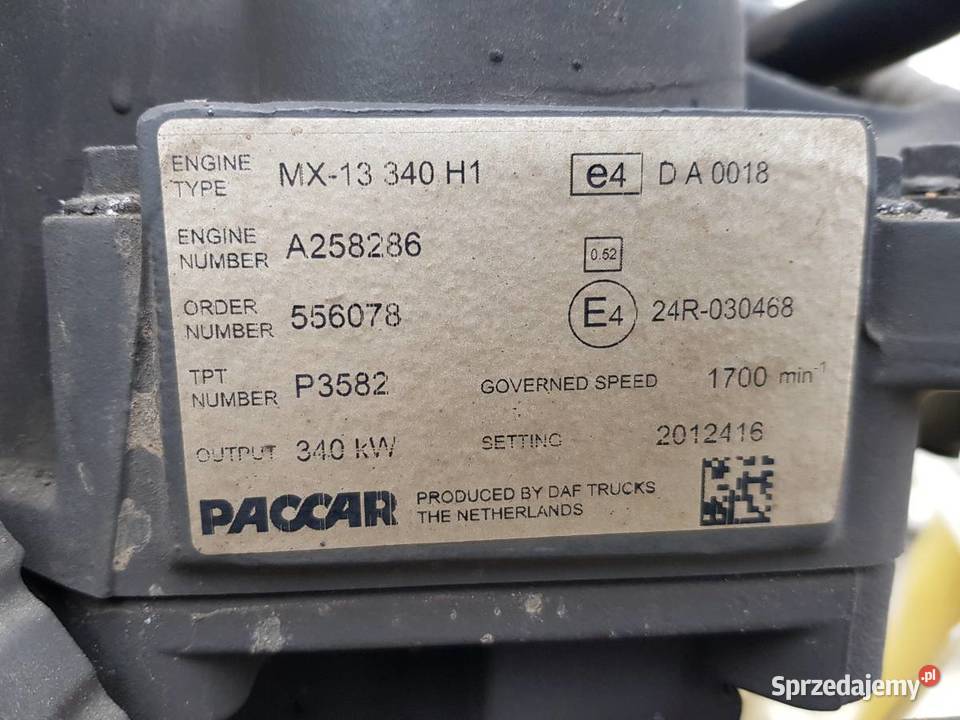 ENGINE TYPE MX-13 340 H1 e4 D A 0018
ENGINE NUMBER A258286 0.52
ORDER NUMBER 556078 E4 24R-030468
TPT NUMBER P3582 GOVERNED SPEED 1700 min-1
OUTPUT 340 kW SETTING 2012416
PACCAR PRODUCED BY DAF TRUCKS
THE NETHERLANDS
Sprzedajemy.pl